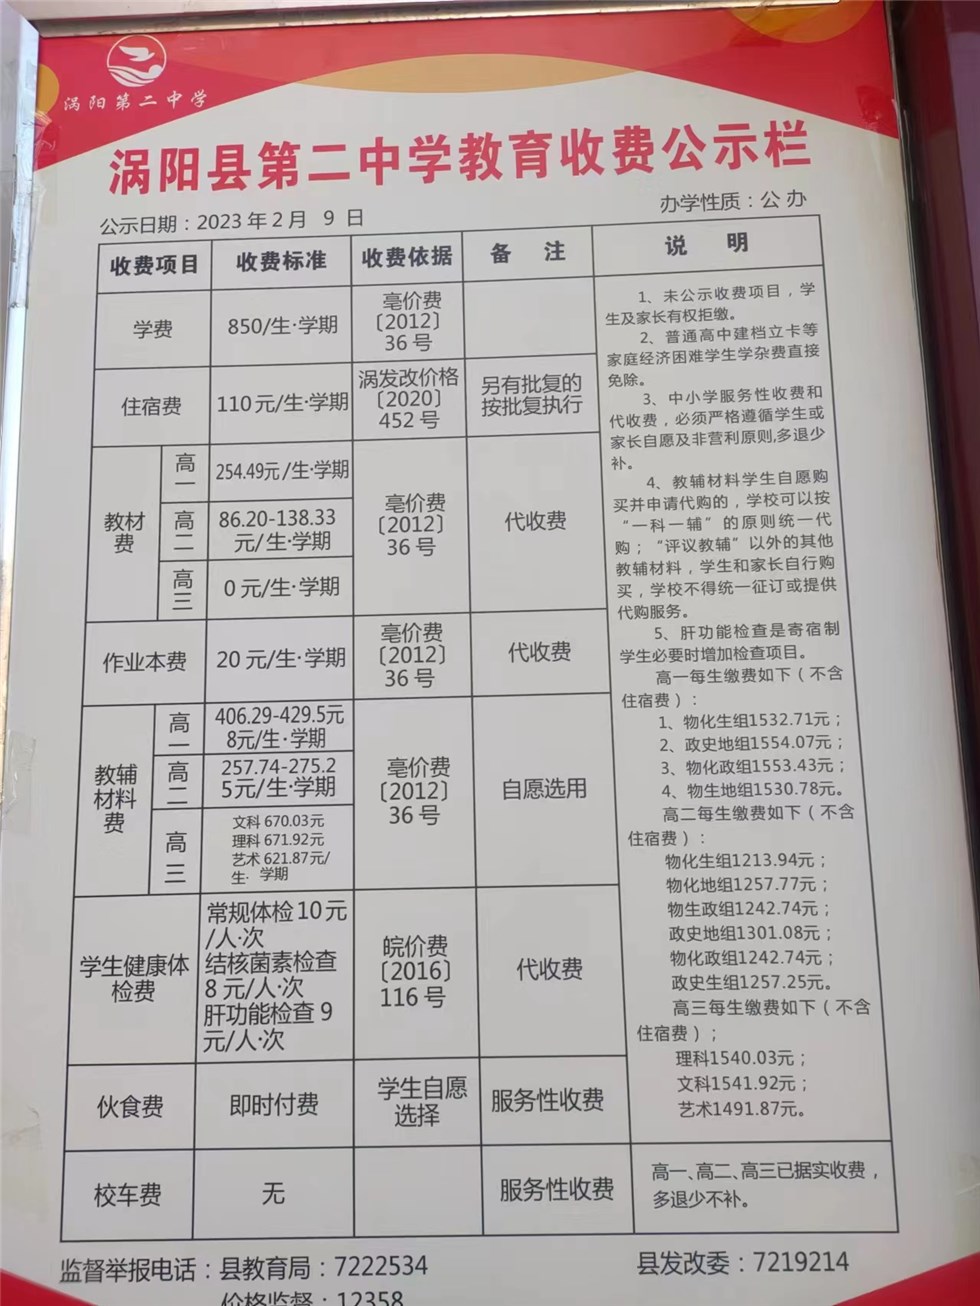 涡阳第二中学
涡阳县第二中学教育收费公示栏
公示日期：2023年2月 9 日
办学性质：公 办
收费项目
收费标准
收费依据
备 注
说 明
学费
850/生·学期
亳价费
〔2012〕
36号
住宿费
110元/生·学期
涡发改价格
〔2020〕
452号
另有批复的
按批复执行
教材
费
高
一
254.49元/生·学期
高
二
86.20-138.33
元/生·学期
高
三
0元/生·学期
亳价费
〔2012〕
36号
代收费
作业本费
20元/生·学期
亳价费
〔2012〕
36号
代收费
教辅
材料
费
高
一
406.29-429.5元
8元/生·学期
高
二
257.74-275.2
5元/生·学期
高
三
文科 670.03元
理科 671.92元
艺术 621.87元/
生· 学期
亳价费
〔2012〕
36号
自愿选用
学生健康体
检费
常规体检10元
/人·次
结核菌素检查
8元/人·次
肝功能检查9
元/人·次
皖价费
〔2016〕
116号
代收费
伙食费
即时付费
学生自愿
选择
服务性收费
校车费
无
服务性收费
1、未公示收费项目，学
生及家长有权拒缴。
2、普通高中建档立卡等
家庭经济困难学生学杂费直接
免除。
3、中小学服务性收费和
代收费，必须严格遵循学生或
家长自愿及非营利原则,多退少
补。
4、教辅材料学生自愿购
买并申请代购的，学校可以按
“一科一辅”的原则统一代
购；“评议教辅”以外的其他
教辅材料，学生和家长自行购
买，学校不得统一征订或提供
代购服务。
5、肝功能检查是寄宿制
学生必要时增加检查项目。
高一每生缴费如下（不含
住宿费）：
1、物化生组1532.71元；
2、政史地组1554.07元；
3、物化政组1553.43元；
4、物生地组1530.78元。
高二每生缴费如下（不含
住宿费）：
物化生组1213.94元；
物化地组1257.77元；
物生政组1242.74元；
政史地组1301.08元；
物化政组1242.74元；
政史生组1257.25元。
高三每生缴费如下（不含
住宿费）；
理科1540.03元；
文科1541.92元；
艺术1491.87元。
高一、高二、高三已据实收费，
多退少不补。
监督举报电话：县教育局：7222534
县发改委：7219214
价格监督：12358